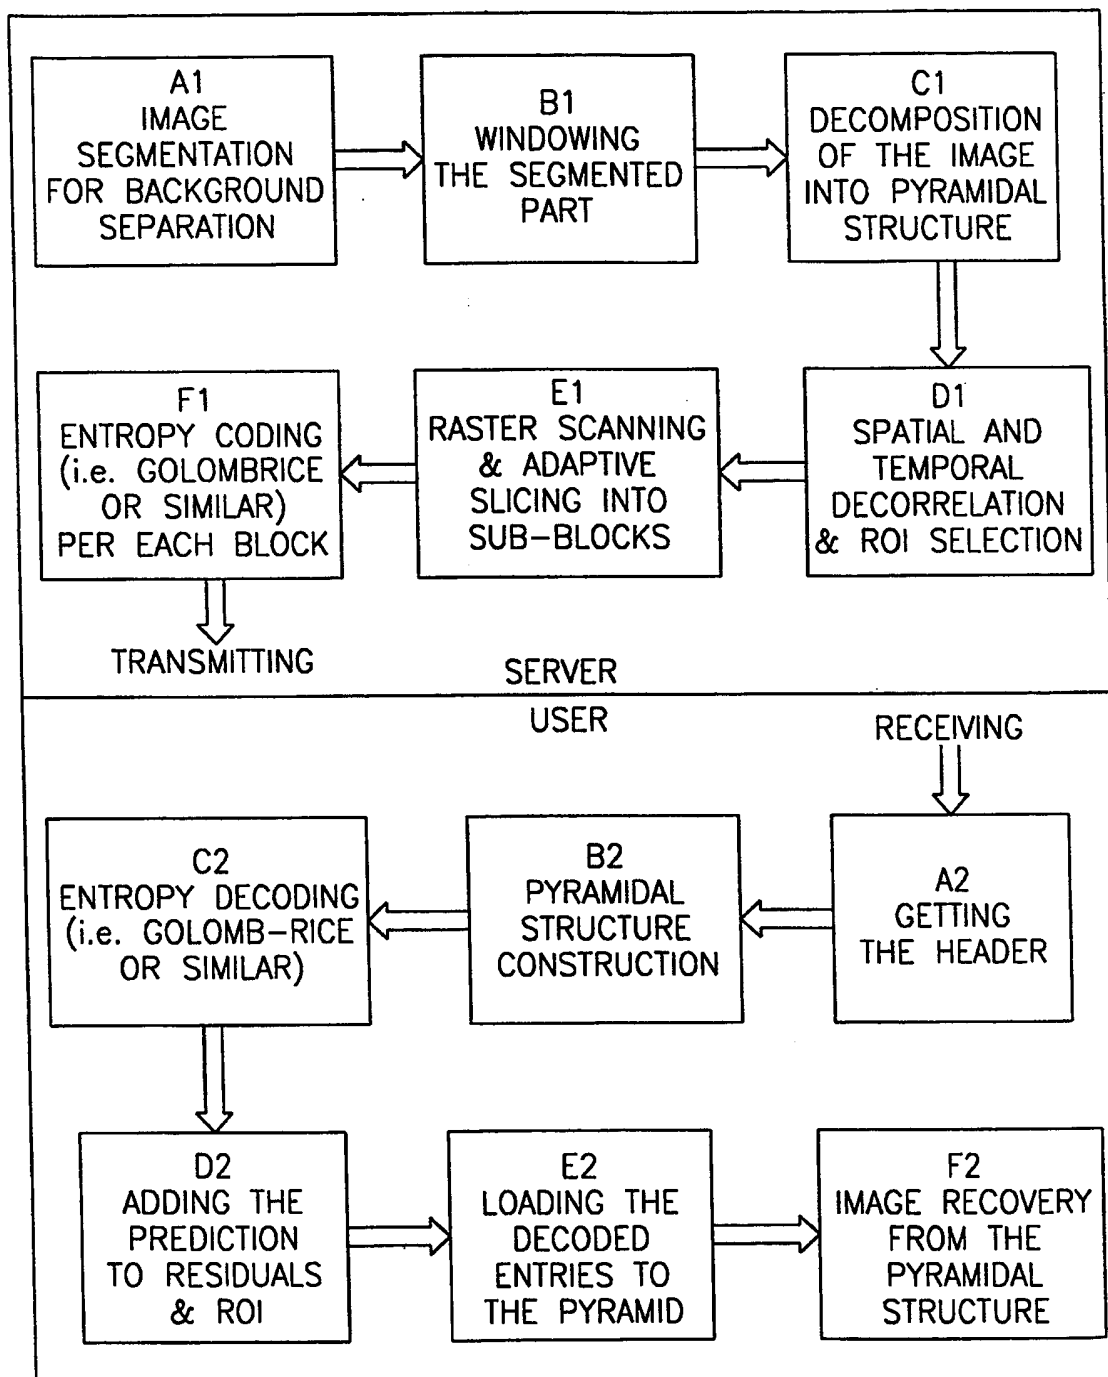 A1
IMAGE
SEGMENTATION
FOR BACKGROUND
SEPARATION
B1
WINDOWING
THE SEGMENTED
PART
C1
DECOMPOSITION
OF THE IMAGE
INTO PYRAMIDAL
STRUCTURE
D1
SPATIAL AND
TEMPORAL
DECORRELATION
& ROI SELECTION
E1
RASTER SCANNING
& ADAPTIVE
SLICING INTO
SUB-BLOCKS
F1
ENTROPY CODING
(i.e. GOLOMBRICE
OR SIMILAR)
PER EACH BLOCK
TRANSMITTING
SERVER
USER
RECEIVING
A2
GETTING
THE HEADER
B2
PYRAMIDAL
STRUCTURE
CONSTRUCTION
C2
ENTROPY DECODING
(i.e. GOLOMB-RICE
OR SIMILAR)
D2
ADDING THE
PREDICTION
TO RESIDUALS
& ROI
E2
LOADING THE
DECODED
ENTRIES TO
THE PYRAMID
F2
IMAGE RECOVERY
FROM THE
PYRAMIDAL
STRUCTURE